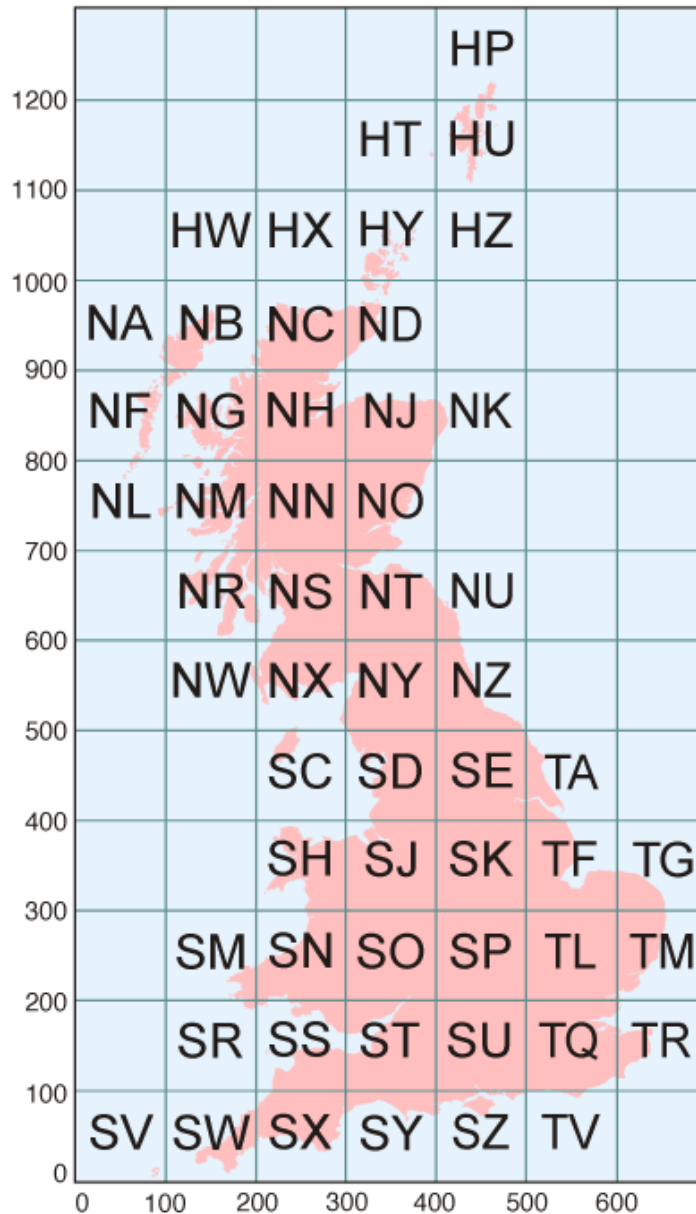 HP
1200
HT HU
1100
HW HX HY HZ
1000
NA NB NC ND
900
NF NG NH NJ NK
800
NL NM NN NO
700
NR NS NT NU
600
NW NX NY NZ
500
SC SD SE TA
400
SH SJ SK TF TG
300
SM SN SO SP TL TM
200
SR SS ST SU TQ TR
100
SV SW SX SY SZ TV
0
0 100 200 300 400 500 600